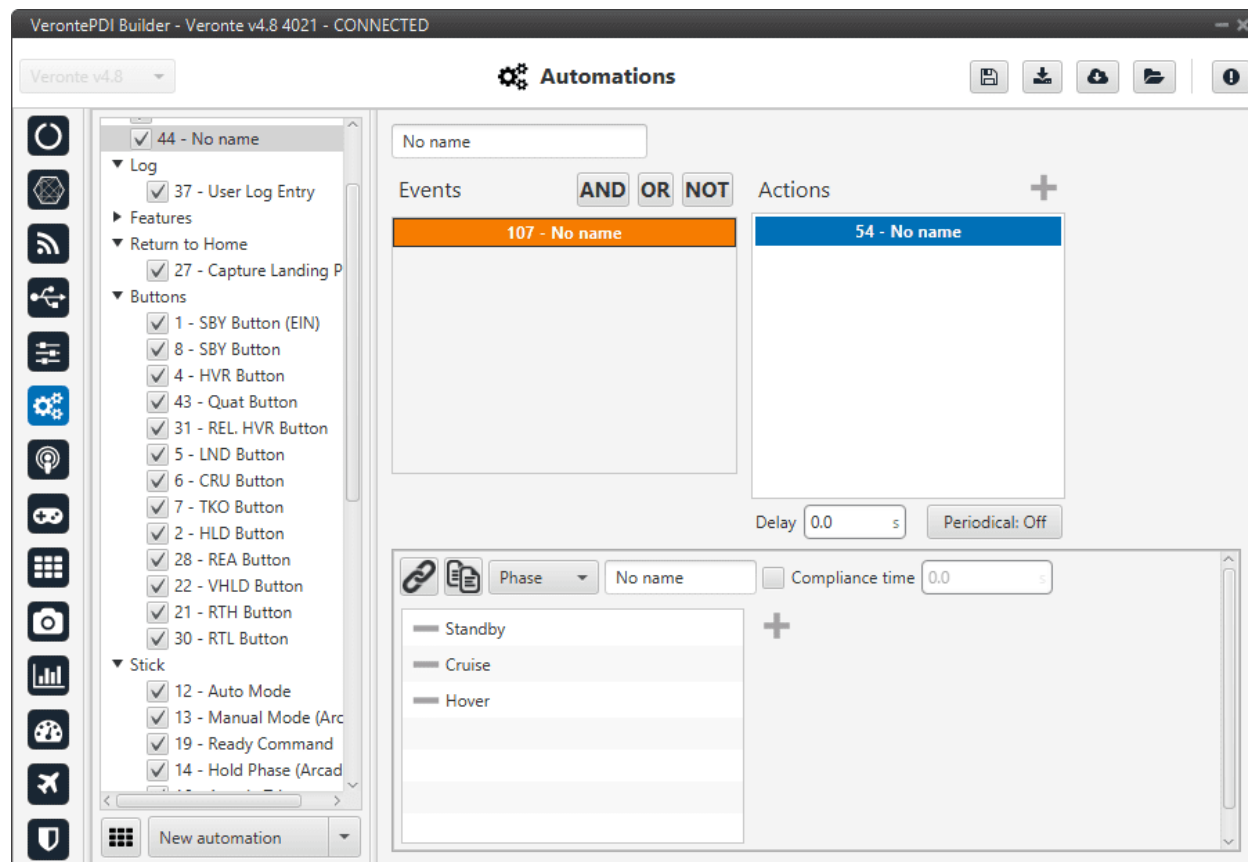 VerontePDI Builder - Veronte v4.8 4021 - CONNECTED
Veronte v4.8
Automations
44 - No name
Log
37 - User Log Entry
Features
Return to Home
27 - Capture Landing P
Buttons
1 - SBY Button (EIN)
8 - SBY Button
4 - HVR Button
43 - Quat Button
31 - REL. HVR Button
5 - LND Button
6 - CRU Button
7 - TKO Button
2 - HLD Button
28 - REA Button
22 - VHLD Button
21 - RTH Button
30 - RTL Button
Stick
12 - Auto Mode
13 - Manual Mode (Arc
19 - Ready Command
14 - Hold Phase (Arcad
New automation
No name
Events AND OR NOT
107 - No name
Actions
54 - No name
Delay 0.0 s Periodical: Off
Phase No name Compliance time 0.0 s
Standby
Cruise
Hover